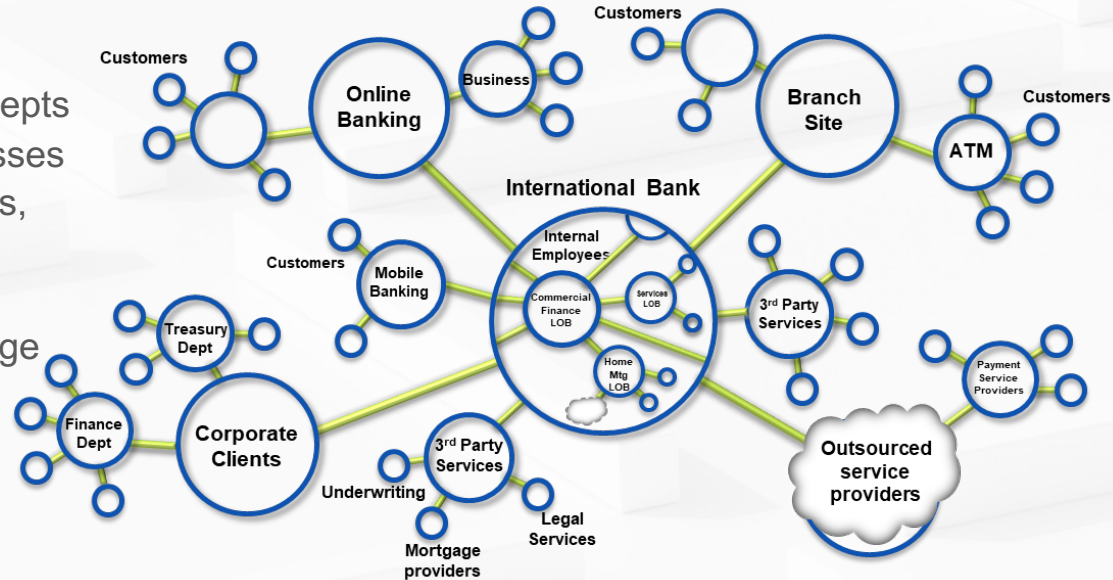 epts
sses
s,
ge
Customers
Online
Banking
Business
Customers
Branch
Site
ATM
Customers
International Bank
Internal
Employees
Commercial
Finance
LOB
Services
LOB
Home
Mtg
LOB
Customers
Mobile
Banking
3rd Party
Services
Treasury
Dept
Finance
Dept
Corporate
Clients
3rd Party
Services
Underwriting
Mortgage
providers
Legal
Services
Payment
Service
Providers
Outsourced
service
providers